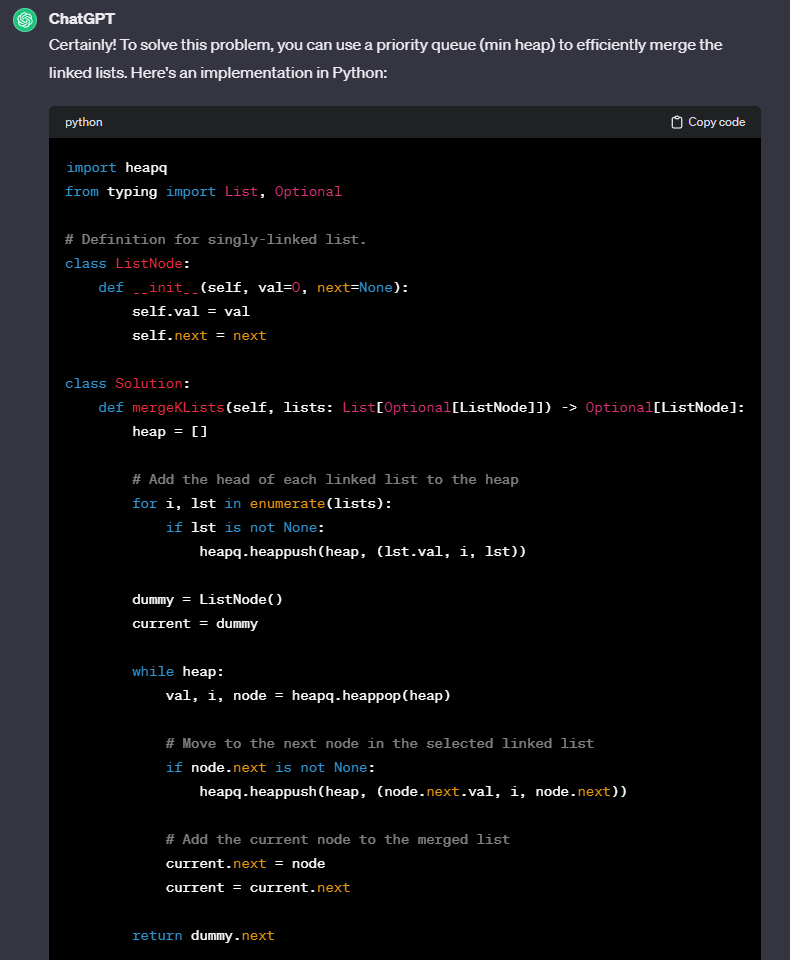 ChatGPT
Certainly! To solve this problem, you can use a priority queue (min heap) to efficiently merge the
linked lists. Here's an implementation in Python:
python Copy code
import heapq
from typing import List, Optional
# Definition for singly-linked list.
class ListNode:
    def __init__(self, val=0, next=None):
        self.val = val
        self.next = next
class Solution:
    def mergeKLists(self, lists: List[Optional[ListNode]]) -> Optional[ListNode]:
        heap = []
        # Add the head of each linked list to the heap
        for i, lst in enumerate(lists):
            if lst is not None:
                heapq.heappush(heap, (lst.val, i, lst))
        dummy = ListNode()
        current = dummy
        while heap:
            val, i, node = heapq.heappop(heap)
            # Move to the next node in the selected linked list
            if node.next is not None:
                heapq.heappush(heap, (node.next.val, i, node.next))
            # Add the current node to the merged list
            current.next = node
            current = current.next
        return dummy.next